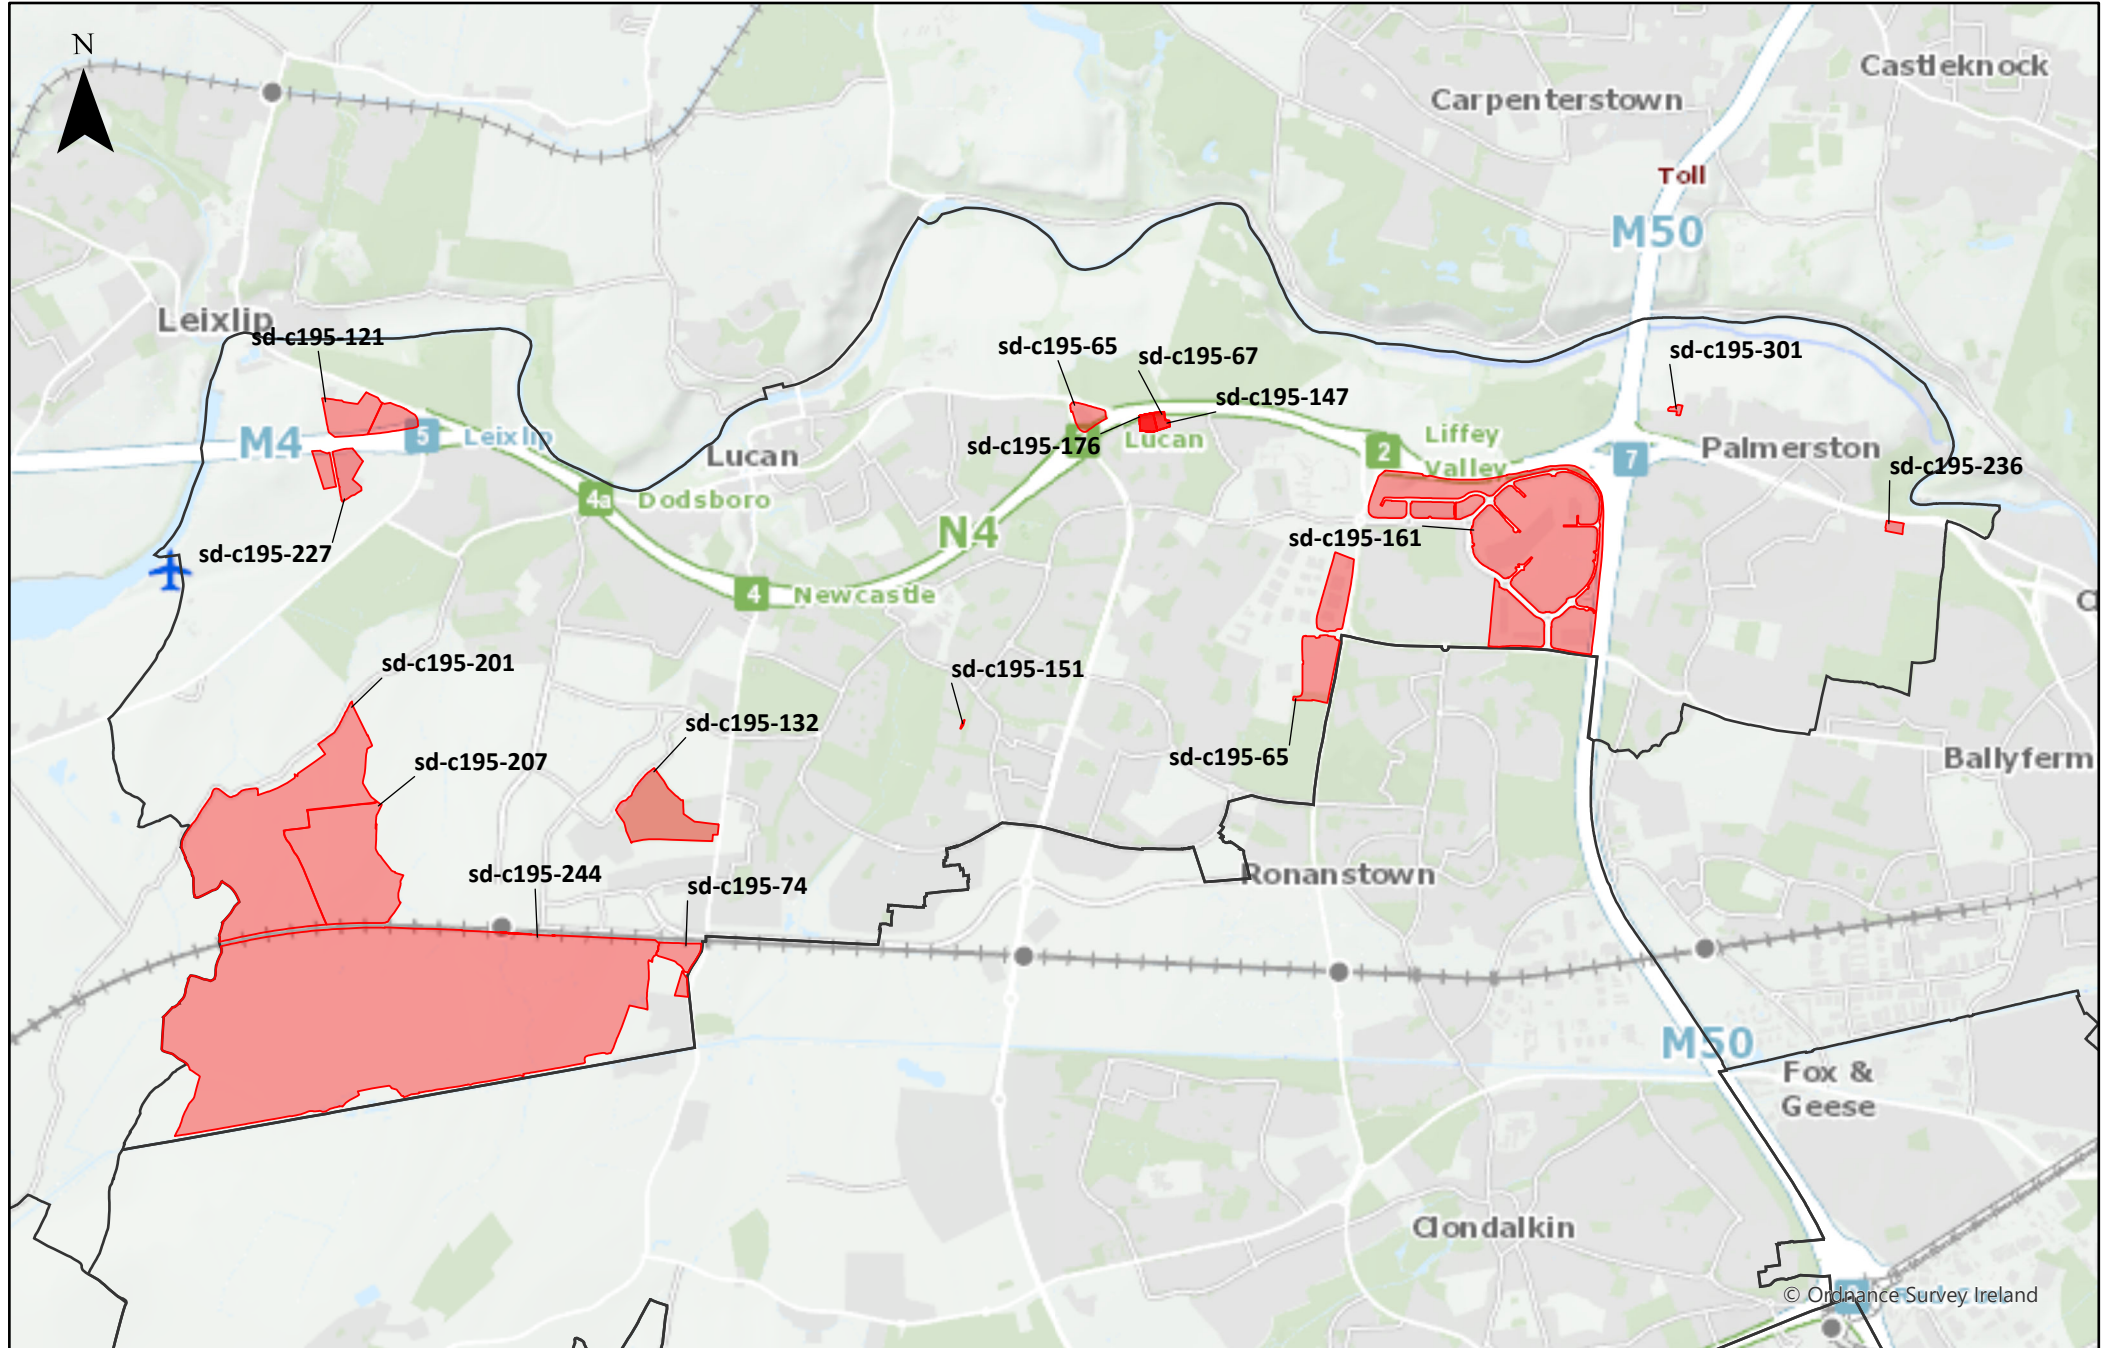 N
Castleknock
Carpenterstown
Toll
M50
Leixlip
sd-c195-121
sd-c195-65
sd-c195-67
sd-c195-301
sd-c195-147
M4
5
Leixlip
Lucan
sd-c195-176
Lucan
Liffey
Valley
2
7
Palmerston
sd-c195-236
4a
Dodsboro
N4
sd-c195-161
sd-c195-227
4
Newcastle
sd-c195-201
sd-c195-151
sd-c195-132
sd-c195-207
sd-c195-65
Ballyferm
sd-c195-244
sd-c195-74
Ronanstown
M50
Fox &
Geese
Clondalkin
© Ordnance Survey Ireland